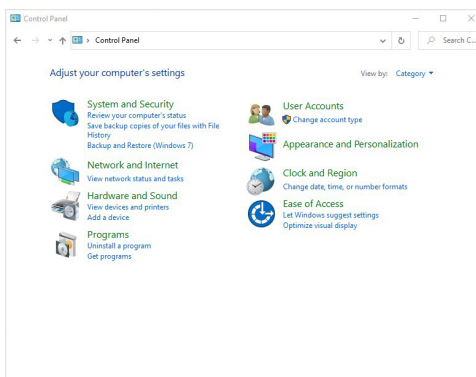 Control Panel
Control Panel
Search C...
Adjust your computer's settings
View by: Category
System and Security
Review your computer's status
Save backup copies of your files with File
History
Backup and Restore (Windows 7)
Network and Internet
View network status and tasks
Hardware and Sound
View devices and printers
Add a device
Programs
Uninstall a program
Get programs
User Accounts
Change account type
Appearance and Personalization
Clock and Region
Change date, time, or number formats
Ease of Access
Let Windows suggest settings
Optimize visual display